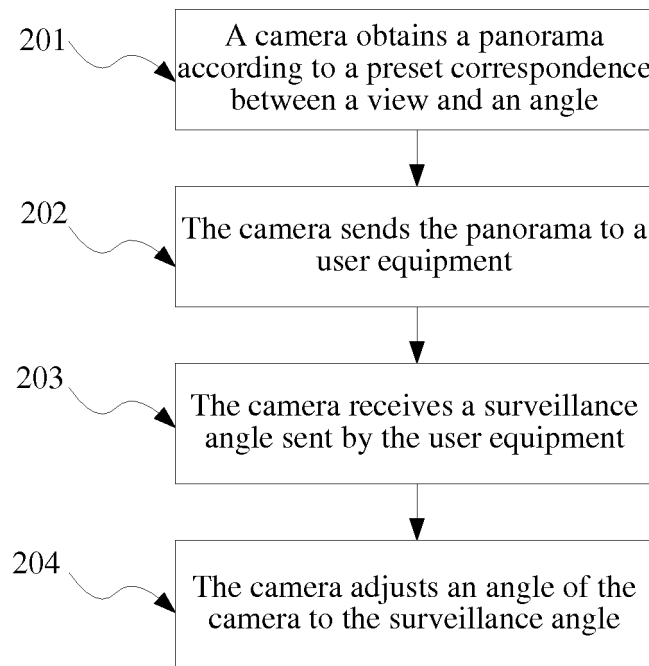 201
A camera obtains a panorama
according to a preset correspondence
between a view and an angle
202
The camera sends the panorama to a
user equipment
203
The camera receives a surveillance
angle sent by the user equipment
204
The camera adjusts an angle of the
camera to the surveillance angle